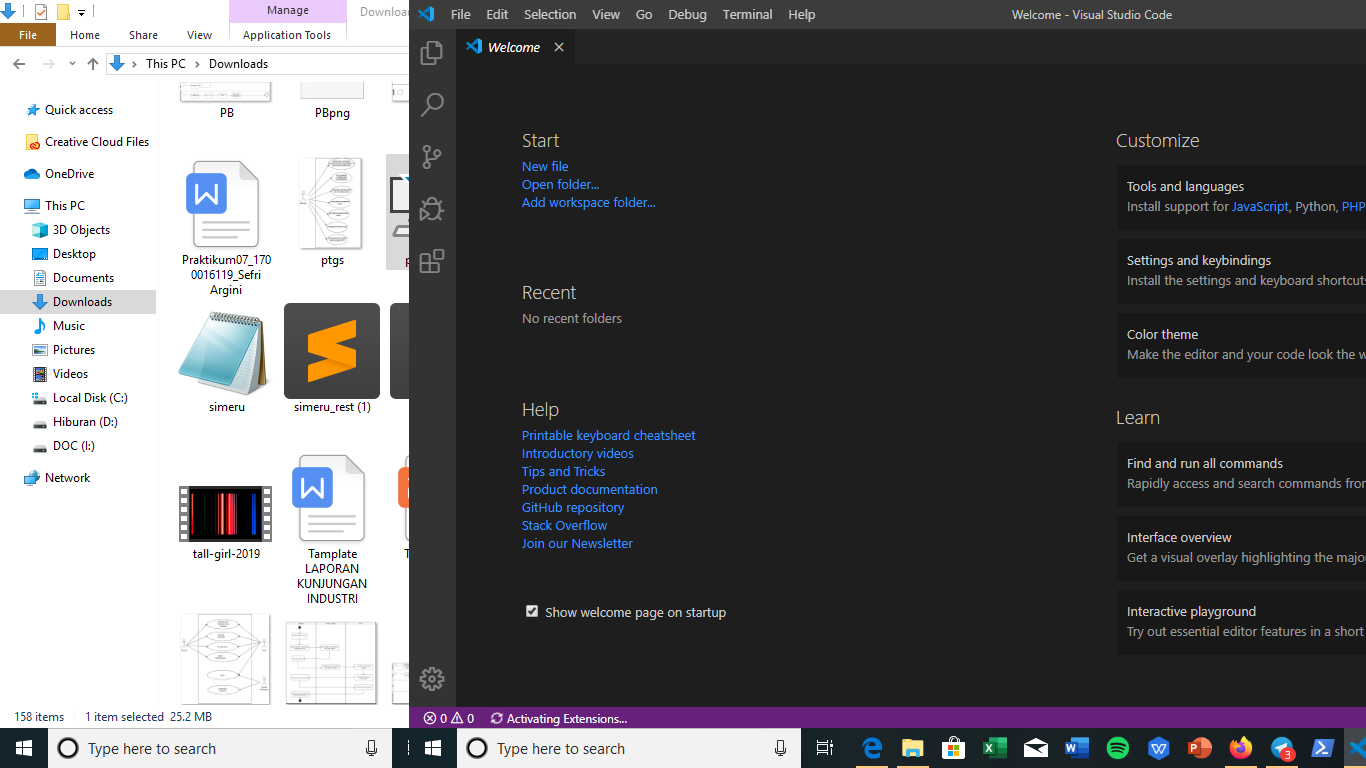 Manage
Downloa
File
Home
Share
View
Application Tools
This PC
Downloads
Quick access
Creative Cloud Files
OneDrive
This PC
3D Objects
Desktop
Documents
Downloads
Music
Pictures
Videos
Local Disk (C:)
Hiburan (D:)
DOC (I:)
Network
PB
PBpng
Praktikum07_170
0016119_Sefri
Argini
ptgs
simeru
simeru_rest (1)
tall-girl-2019
Tamplate
LAPORAN
KUNJUNGAN
INDUSTRI
158 items
1 item selected 25.2 MB
Type here to search
File Edit Selection View Go Debug Terminal Help
Welcome - Visual Studio Code
Welcome
Start
New file
Open folder...
Add workspace folder...
Recent
No recent folders
Help
Printable keyboard cheatsheet
Introductory videos
Tips and Tricks
Product documentation
GitHub repository
Stack Overflow
Join our Newsletter
Show welcome page on startup
Customize
Tools and languages
Install support for JavaScript, Python, PHP
Settings and keybindings
Install the settings and keyboard shortcuts
Color theme
Make the editor and your code look the w
Learn
Find and run all commands
Rapidly access and search commands from
Interface overview
Get a visual overlay highlighting the major
Interactive playground
Try out essential editor features in a short
0 0 Activating Extensions...
Type here to search
3